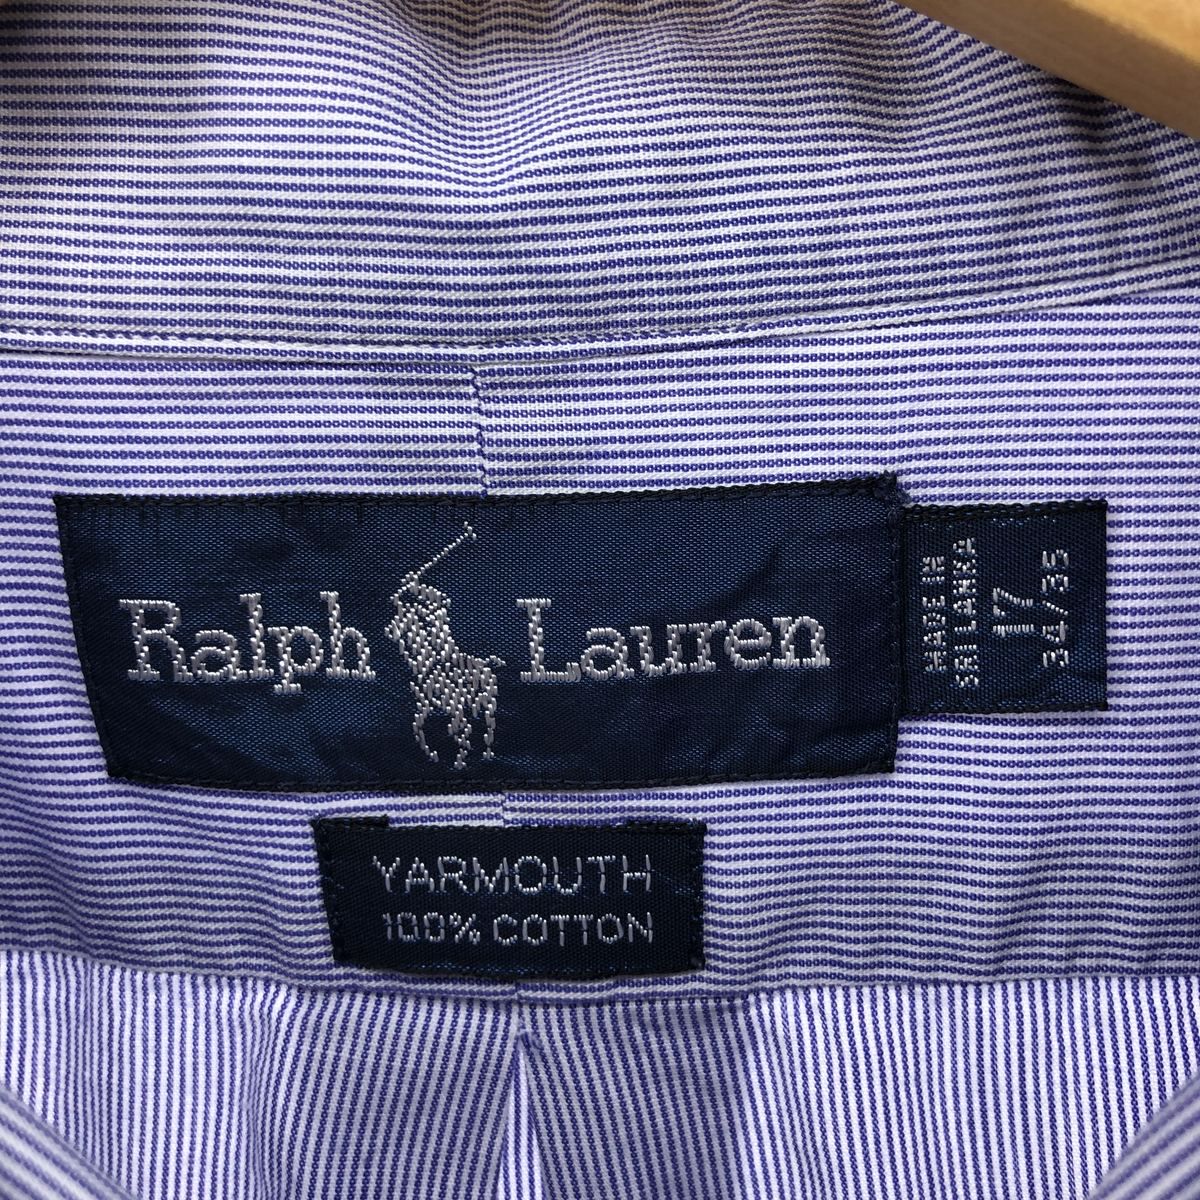 Ralph Lauren
MADE IN
SRI LANKA
17
34/35
YARMOUTH
100% COTTON